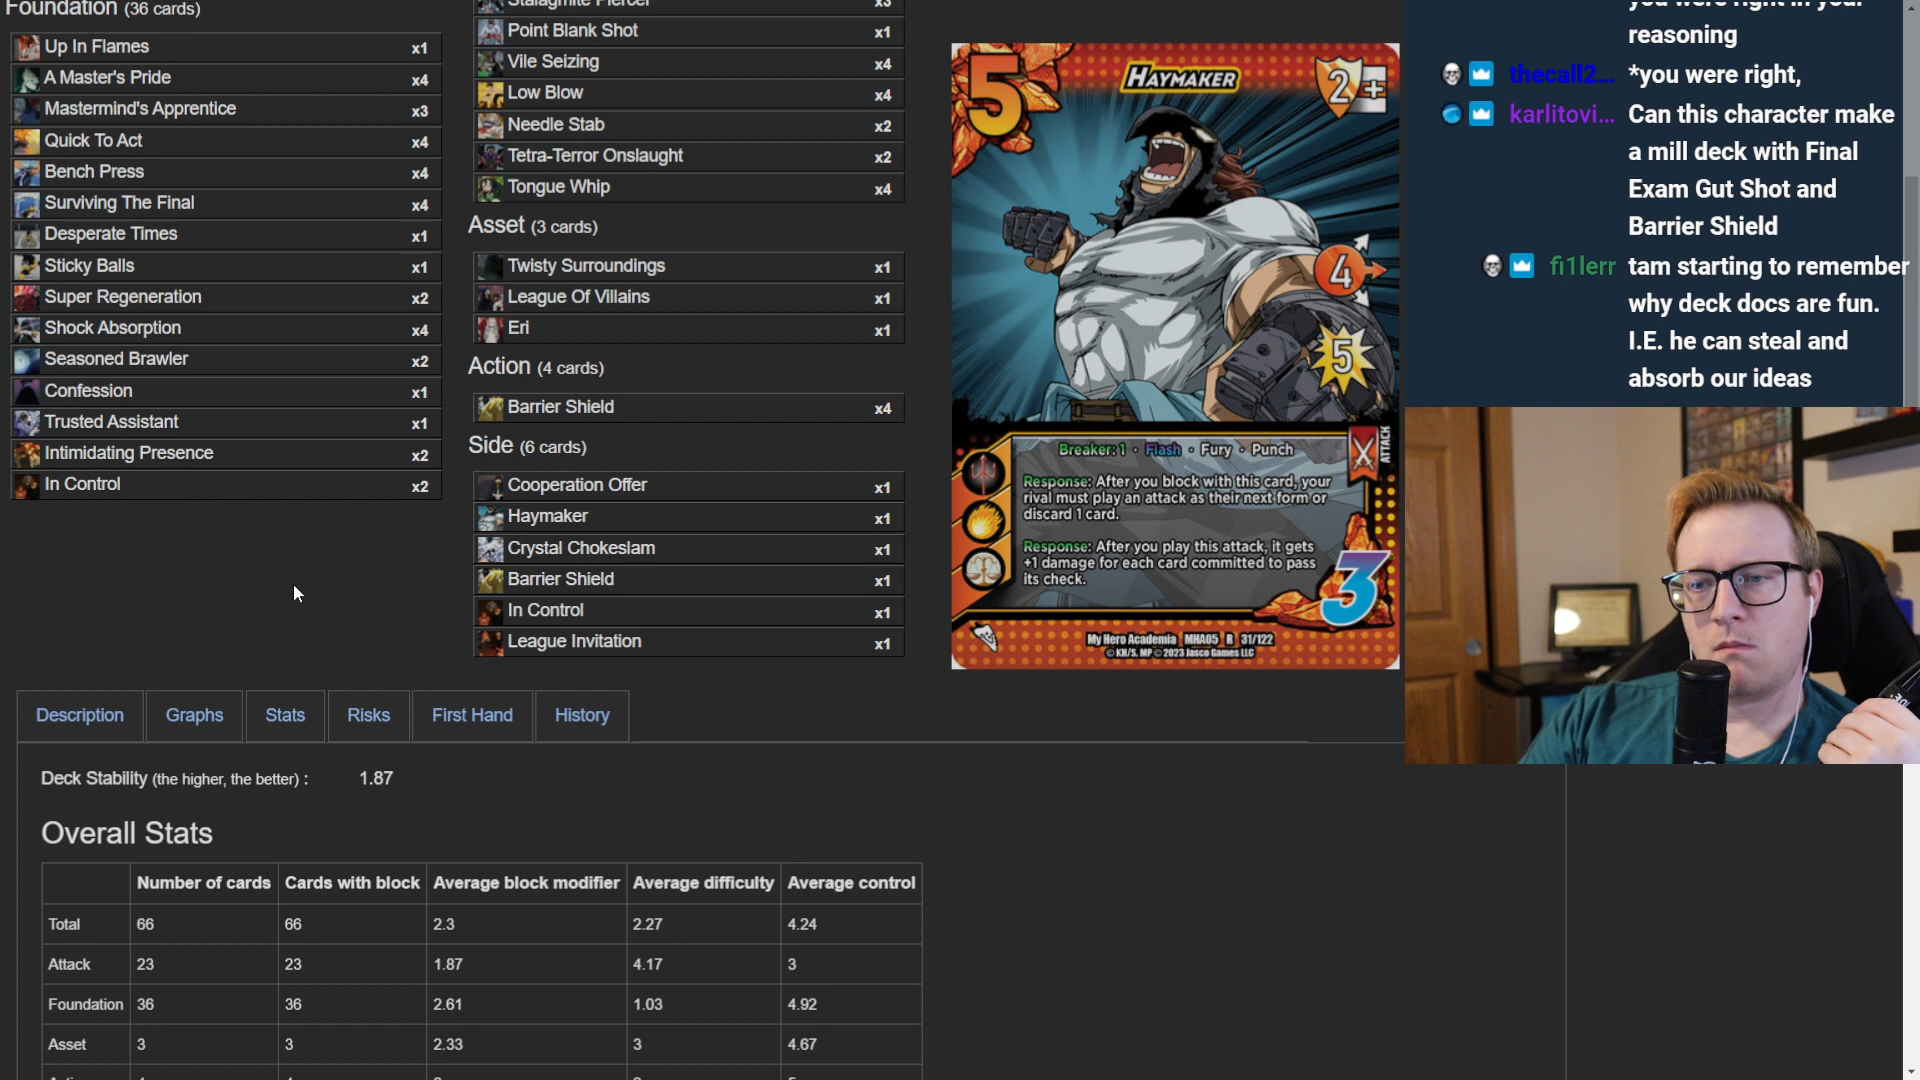 Foundation (36 cards)
Up In Flames x1
A Master's Pride x4
Mastermind's Apprentice x3
Quick To Act x4
Bench Press x4
Surviving The Final x4
Desperate Times x1
Sticky Balls x1
Super Regeneration x2
Shock Absorption x4
Seasoned Brawler x2
Confession x1
Trusted Assistant x1
Intimidating Presence x2
In Control x2
Stalagmite Piercer x3
Point Blank Shot x1
Vile Seizing x4
Low Blow x4
Needle Stab x2
Tetra-Terror Onslaught x2
Tongue Whip x4
Asset (3 cards)
Twisty Surroundings x1
League Of Villains x1
Eri x1
Action (4 cards)
Barrier Shield x4
Side (6 cards)
Cooperation Offer x1
Haymaker x1
Crystal Chokeslam x1
Barrier Shield x1
In Control x1
League Invitation x1
5
HAYMAKER
2 +
4
5
ATTACK
Breaker: 1 • Flash • Fury • Punch
Response: After you block with this card, your
rival must play an attack as their next form or
discard 1 card.
Response: After you play this attack, it gets
+1 damage for each card committed to pass
its check.
3
My Hero Academia MHA05 R 31/122
© KH/S. MP © 2023 Jasco Games LLC
you were right in your
reasoning
thecall2... *you were right,
karlitovi... Can this character make
a mill deck with Final
Exam Gut Shot and
Barrier Shield
fi1lerr tam starting to remember
why deck docs are fun.
I.E. he can steal and
absorb our ideas
Description Graphs Stats Risks First Hand History
Deck Stability (the higher, the better) : 1.87
Overall Stats
Number of cards Cards with block Average block modifier Average difficulty Average control
Total 66 66 2.3 2.27 4.24
Attack 23 23 1.87 4.17 3
Foundation 36 36 2.61 1.03 4.92
Asset 3 3 2.33 3 4.67